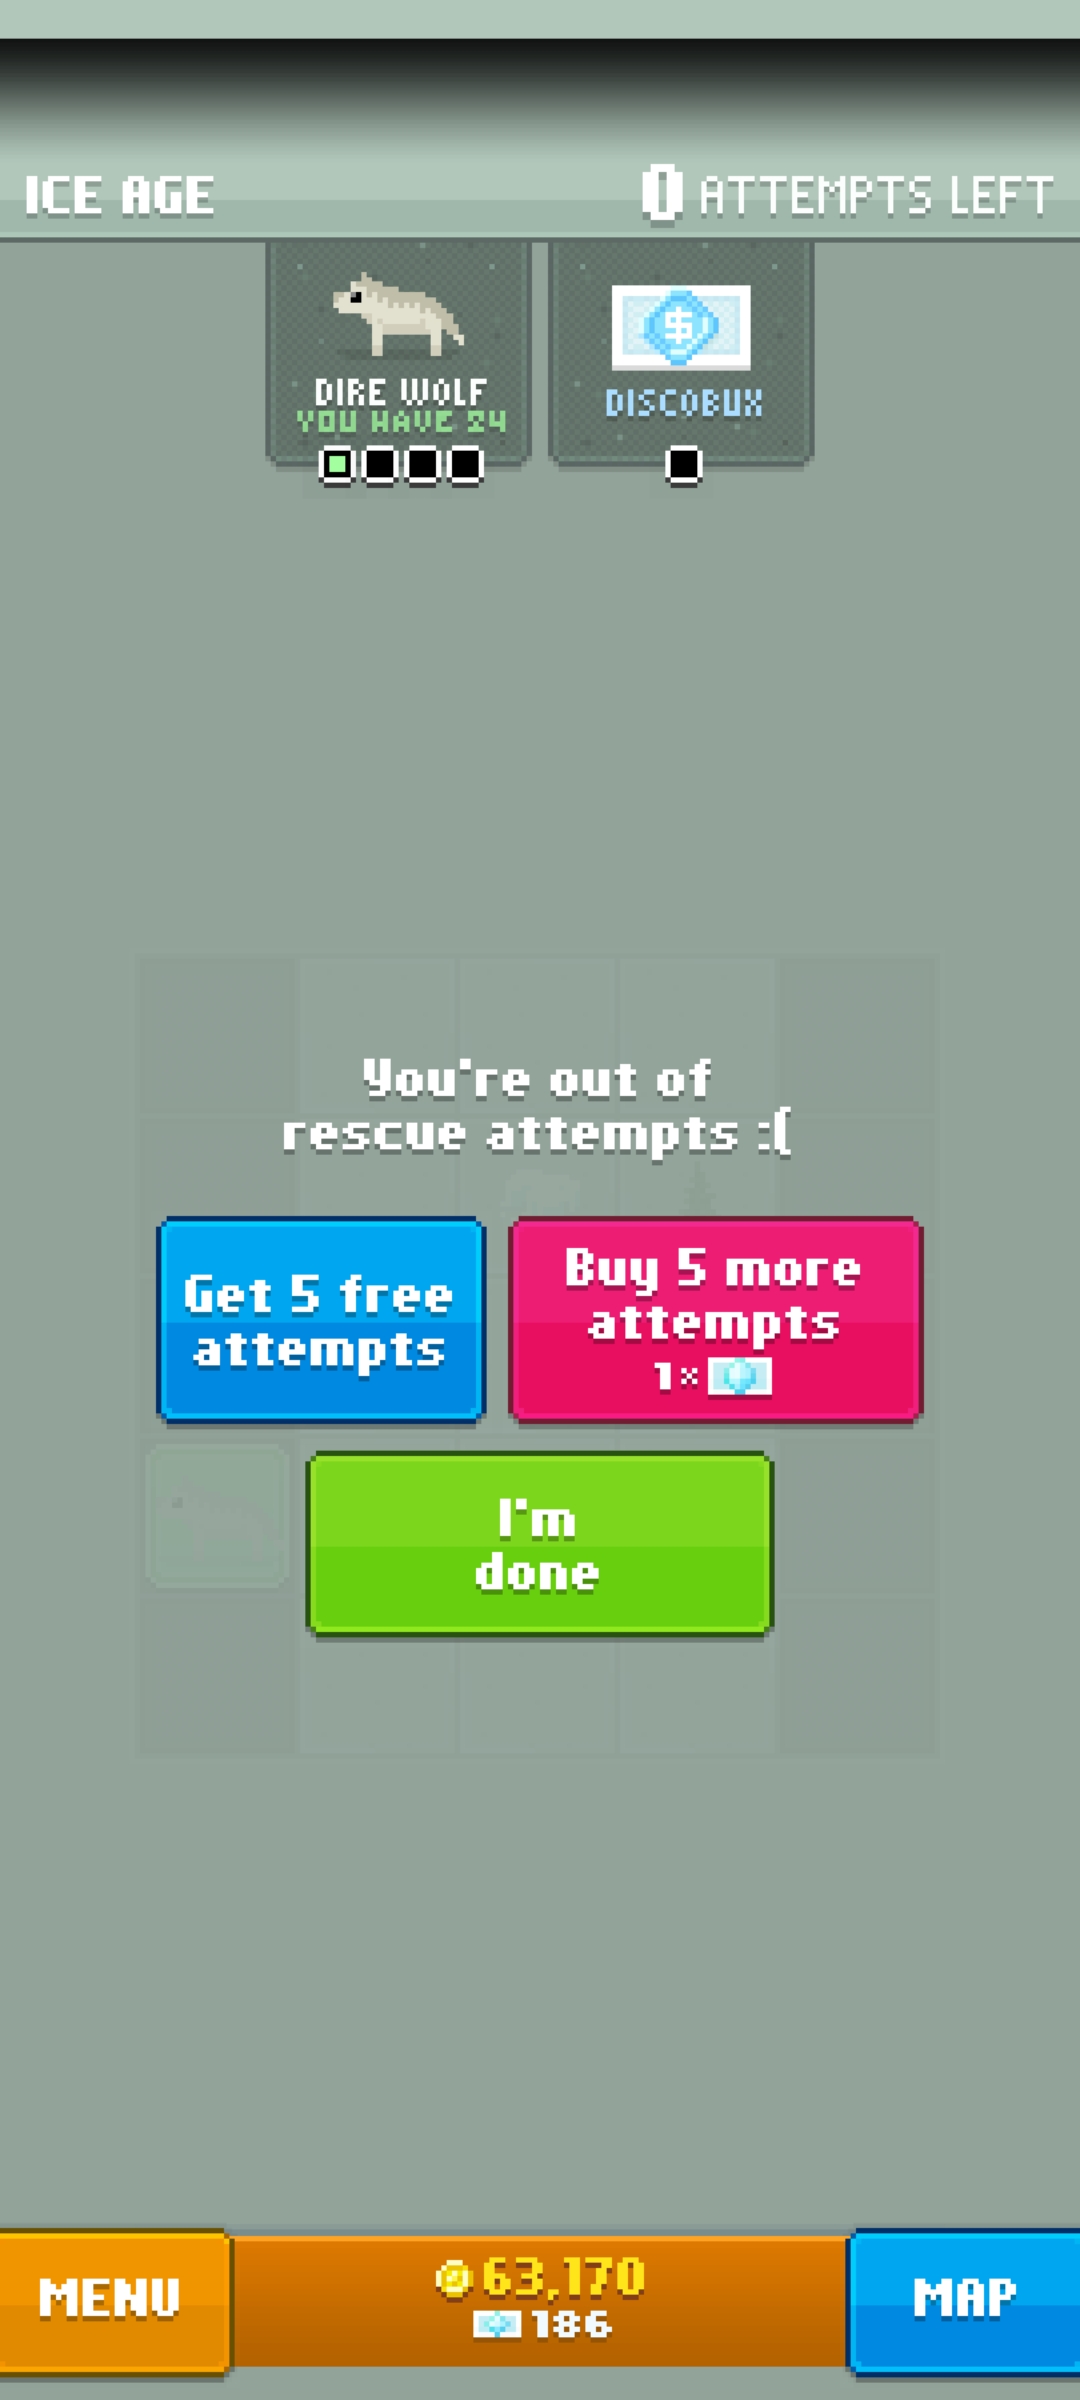 ICE AGE
0 ATTEMPTS LEFT
DIRE WOLF
YOU HAVE 24
$
DISCOBUX
You're out of
rescue attempts :(
Get 5 free
attempts
Buy 5 more
attempts
1×
I'm
done
MENU
63,170
186
MAP